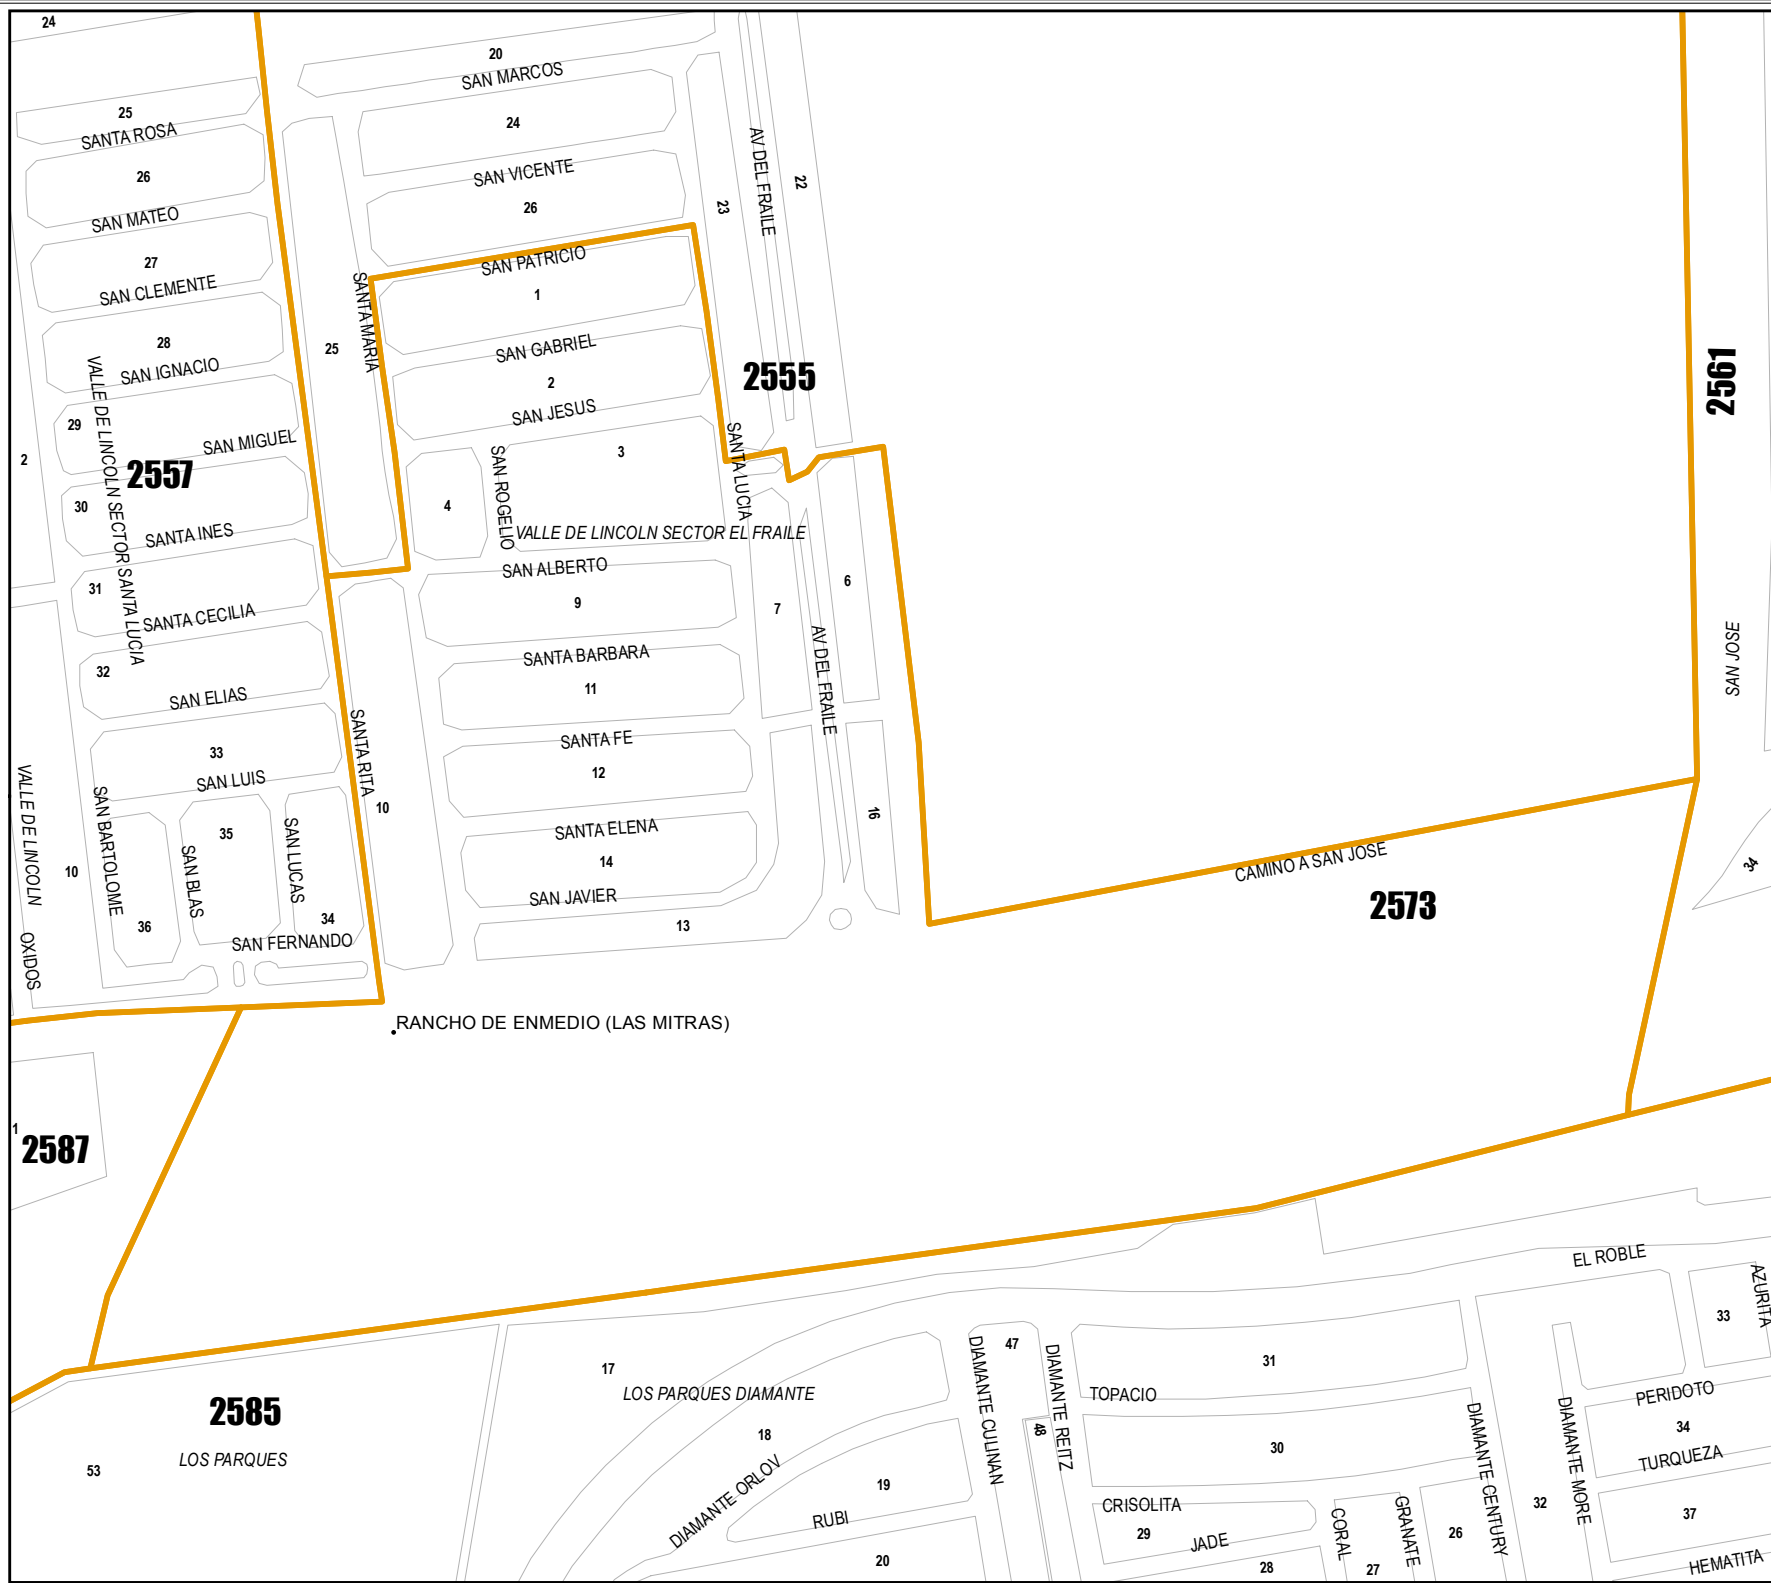 24
20
SAN MARCOS
25
SANTA ROSA
24
AV DEL FRAILE
26
SAN VICENTE
22
SAN MATEO
26
23
27
SAN PATRICIO
SAN CLEMENTE
1
SANTA MARIA
28
25
SAN GABRIEL
SAN IGNACIO
2
2555
2561
VALLE DE LINCOLN SECTOR SANTA LUCIA
SAN JESUS
29
SAN MIGUEL
3
SANTA LUCIA
2
2557
SAN ROGELIO
30
4
SANTA INES
VALLE DE LINCOLN SECTOR EL FRAILE
SAN ALBERTO
31
9
7
6
SANTA CECILIA
SANTA BARBARA
AV DEL FRAILE
SAN JOSE
32
11
SAN ELIAS
SANTA RITA
SANTA FE
33
12
SAN LUIS
VALLE DE LINCOLN
10
16
SAN BARTOLOME
35
SAN LUCAS
SANTA ELENA
SAN BLAS
14
CAMINO A SAN JOSE
34
10
SAN JAVIER
2573
36
34
13
SAN FERNANDO
OXIDOS
RANCHO DE ENMEDIO (LAS MITRAS)
1
2587
EL ROBLE
AZURITA
33
47
17
DIAMANTE CULINAN
DIAMANTE REITZ
31
LOS PARQUES DIAMANTE
TOPACIO
PERIDOTO
2585
DIAMANTE CENTURY
DIAMANTE MORE
34
48
18
30
LOS PARQUES
TURQUEZA
53
DIAMANTE ORLOV
19
CRISOLITA
32
37
RUBI
29
JADE
CORAL
GRANATE
26
20
28
27
HEMATITA